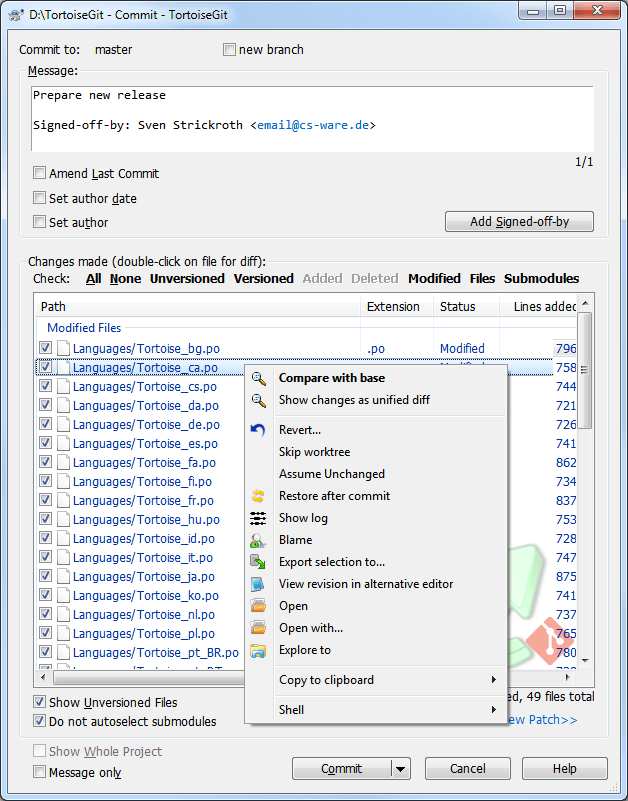 D:\TortoiseGit - Commit - TortoiseGit
Commit to: master new branch
Message:
Prepare new release
Signed-off-by: Sven Strickroth <email@cs-ware.de>
1/1
Amend Last Commit
Set author date
Set author
Add Signed-off-by
Changes made (double-click on file for diff):
Check: All None Unversioned Versioned Added Deleted Modified Files Submodules
Path Extension Status Lines added
Modified Files
Languages/Tortoise_bg.po .po Modified 796
Languages/Tortoise_ca.po 758
Languages/Tortoise_cs.po 744
Languages/Tortoise_da.po 721
Languages/Tortoise_de.po 726
Languages/Tortoise_es.po 741
Languages/Tortoise_fa.po 862
Languages/Tortoise_fi.po 734
Languages/Tortoise_fr.po 837
Languages/Tortoise_hu.po 753
Languages/Tortoise_id.po 728
Languages/Tortoise_it.po 747
Languages/Tortoise_ja.po 875
Languages/Tortoise_ko.po 741
Languages/Tortoise_nl.po 737
Languages/Tortoise_pl.po 765
Languages/Tortoise_pt_BR.po 780
Compare with base
Show changes as unified diff
Revert...
Skip worktree
Assume Unchanged
Restore after commit
Show log
Blame
Export selection to...
View revision in alternative editor
Open
Open with...
Explore to
Copy to clipboard
Shell
Show Unversioned Files
49 files total
Do not autoselect submodules
Patch>>
Show Whole Project
Message only
Commit
Cancel
Help